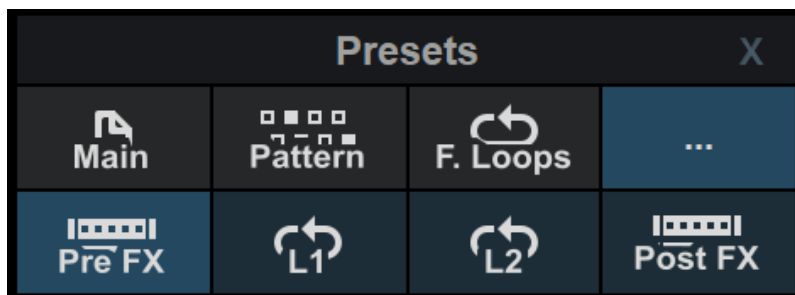 Presets X
Main Pattern F. Loops ...
Pre FX L1 L2 Post FX